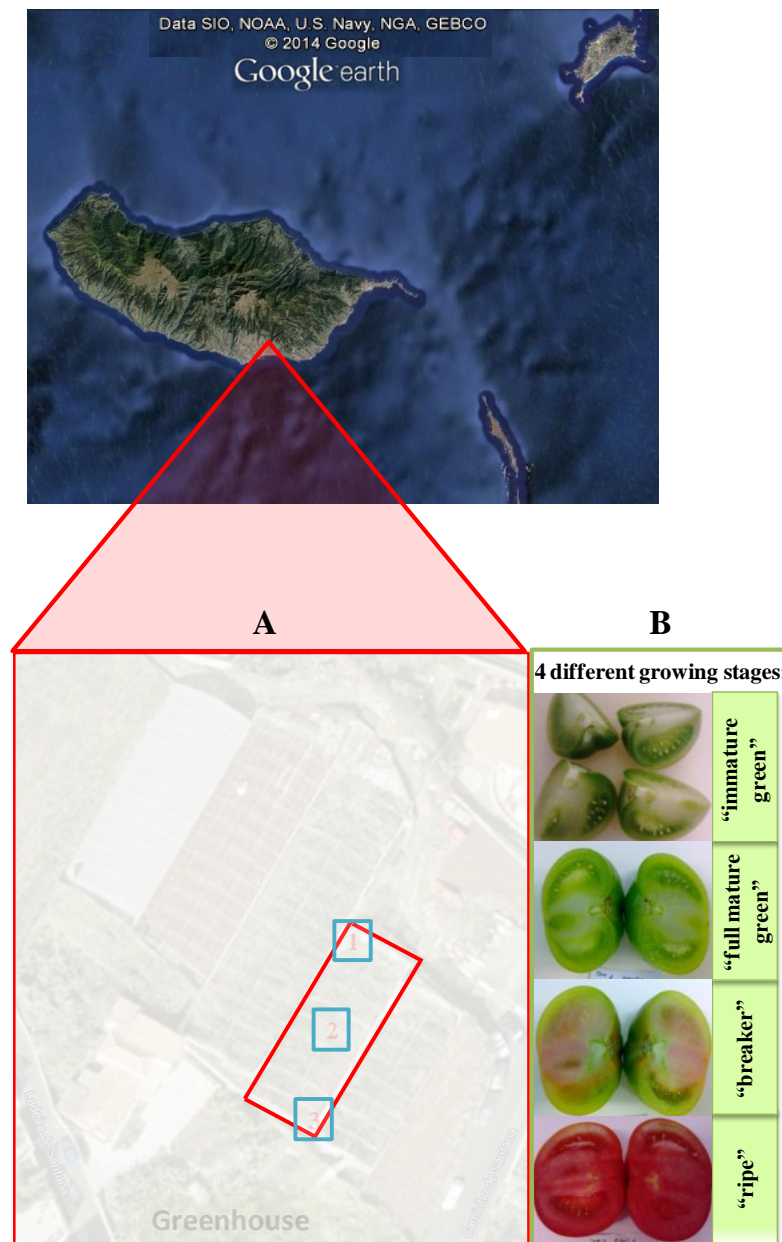 Data SIO, NOAA, U.S. Navy, NGA, GEBCO
© 2014 Google
Google earth
A
B
4 different growing stages:
“immature
green”
“full mature
green”
“breaker”
“ripe”
1
2
3
Greenhouse